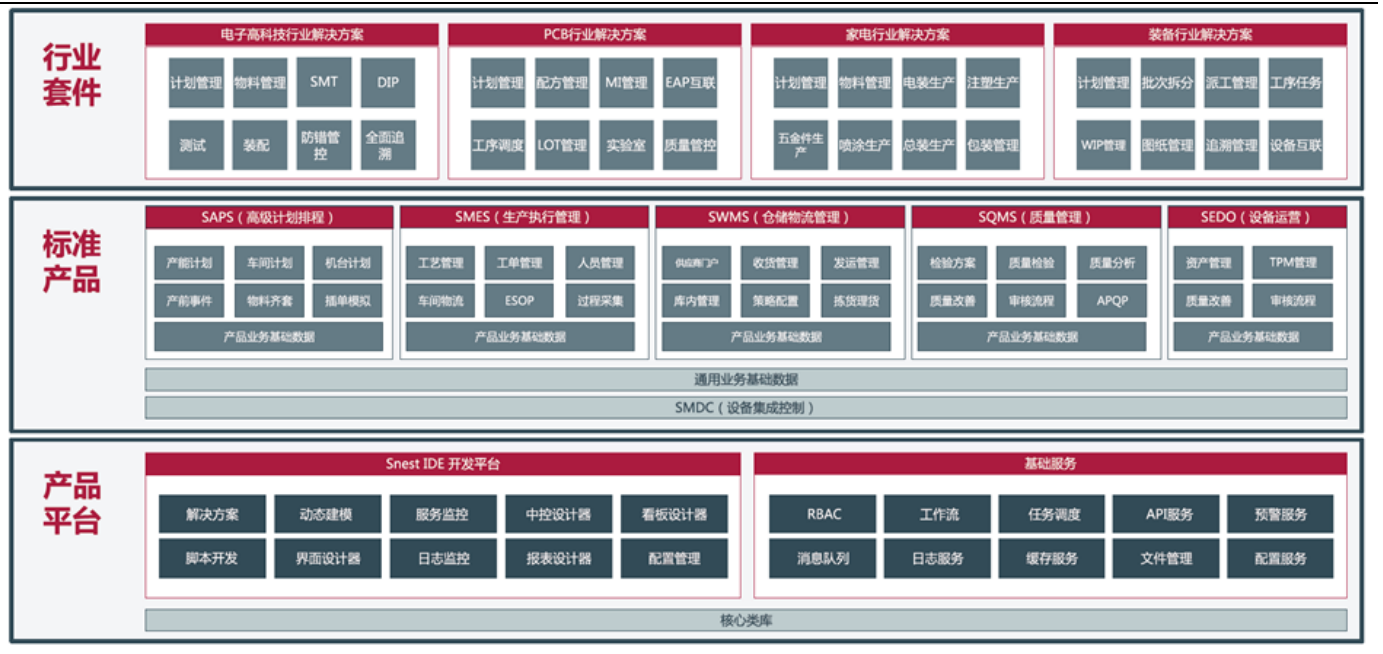 行业
套件
电子高科技行业解决方案
计划管理 物料管理 SMT DIP
测试 装配 防错管控 全面追溯
PCB行业解决方案
计划管理 配方管理 MI管理 EAP互联
工序调度 LOT管理 实验室 质量管控
家电行业解决方案
计划管理 物料管理 电装生产 注塑生产
五金件生产 喷涂生产 总装生产 包装管理
装备行业解决方案
计划管理 批次拆分 派工管理 工序任务
WIP管理 图纸管理 追溯管理 设备互联
标准
产品
SAPS（高级计划排程）
产能计划 车间计划 机台计划
产前事件 物料齐套 插单模拟
产品业务基础数据
SMES（生产执行管理）
工艺管理 工单管理 人员管理
车间物流 ESOP 过程采集
产品业务基础数据
SWMS（仓储物流管理）
供应商门户 收货管理 发运管理
库内管理 策略配置 拣货理货
产品业务基础数据
SQMS（质量管理）
检验方案 质量检验 质量分析
质量改善 审核流程 APQP
产品业务基础数据
SEDO（设备运营）
资产管理 TPM管理
质量改善 审核流程
产品业务基础数据
通用业务基础数据
SMDC（设备集成控制）
产品
平台
Snest IDE 开发平台
解决方案 动态建模 服务监控 中控设计器 看板设计器
脚本开发 界面设计器 日志监控 报表设计器 配置管理
基础服务
RBAC 工作流 任务调度 API服务 预警服务
消息队列 日志服务 缓存服务 文件管理 配置服务
核心类库